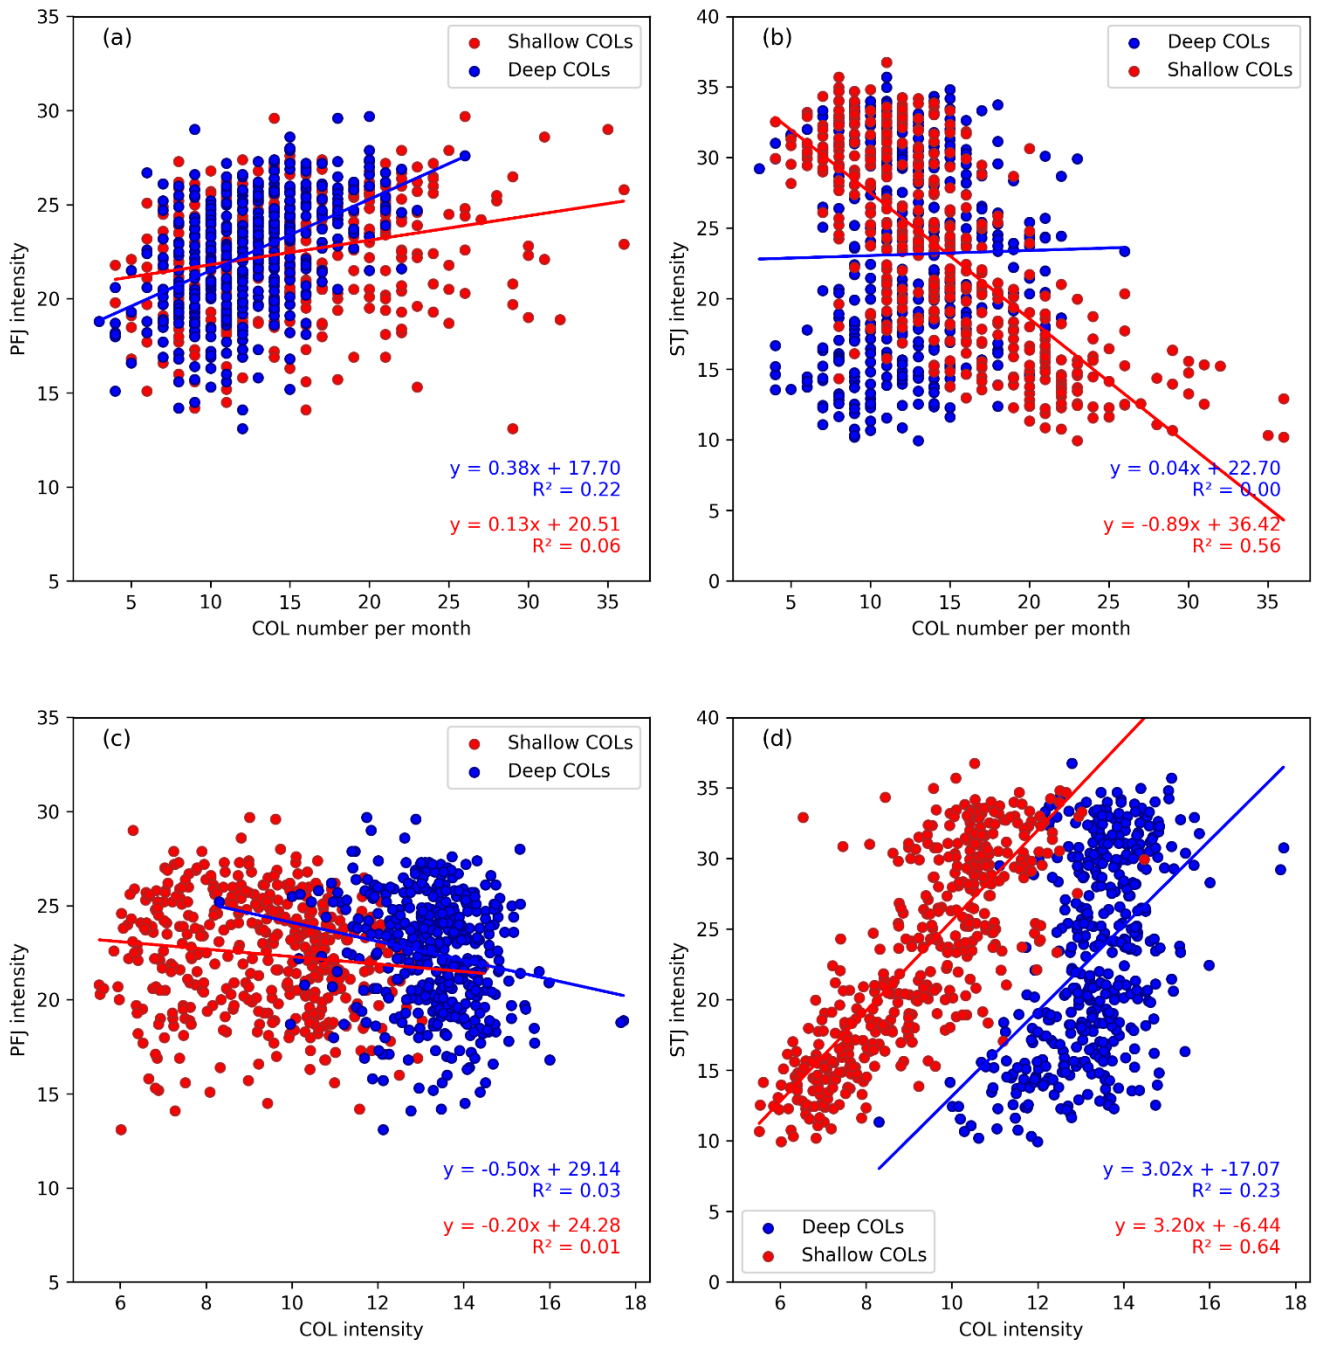 (a)
Shallow COLs
Deep COLs
35
30
25
20
15
10
5
PFJ intensity
y = 0.38x + 17.70
R² = 0.22
y = 0.13x + 20.51
R² = 0.06
5 10 15 20 25 30 35
COL number per month
(b)
Deep COLs
Shallow COLs
40
35
30
25
20
15
10
5
0
STJ intensity
y = 0.04x + 22.70
R² = 0.00
y = -0.89x + 36.42
R² = 0.56
5 10 15 20 25 30 35
COL number per month
(c)
Shallow COLs
Deep COLs
35
30
25
20
15
10
5
PFJ intensity
y = -0.50x + 29.14
R² = 0.03
y = -0.20x + 24.28
R² = 0.01
6 8 10 12 14 16 18
COL intensity
(d)
40
35
30
25
20
15
10
5
0
STJ intensity
y = 3.02x + -17.07
R² = 0.23
y = 3.20x + -6.44
R² = 0.64
Deep COLs
Shallow COLs
6 8 10 12 14 16 18
COL intensity